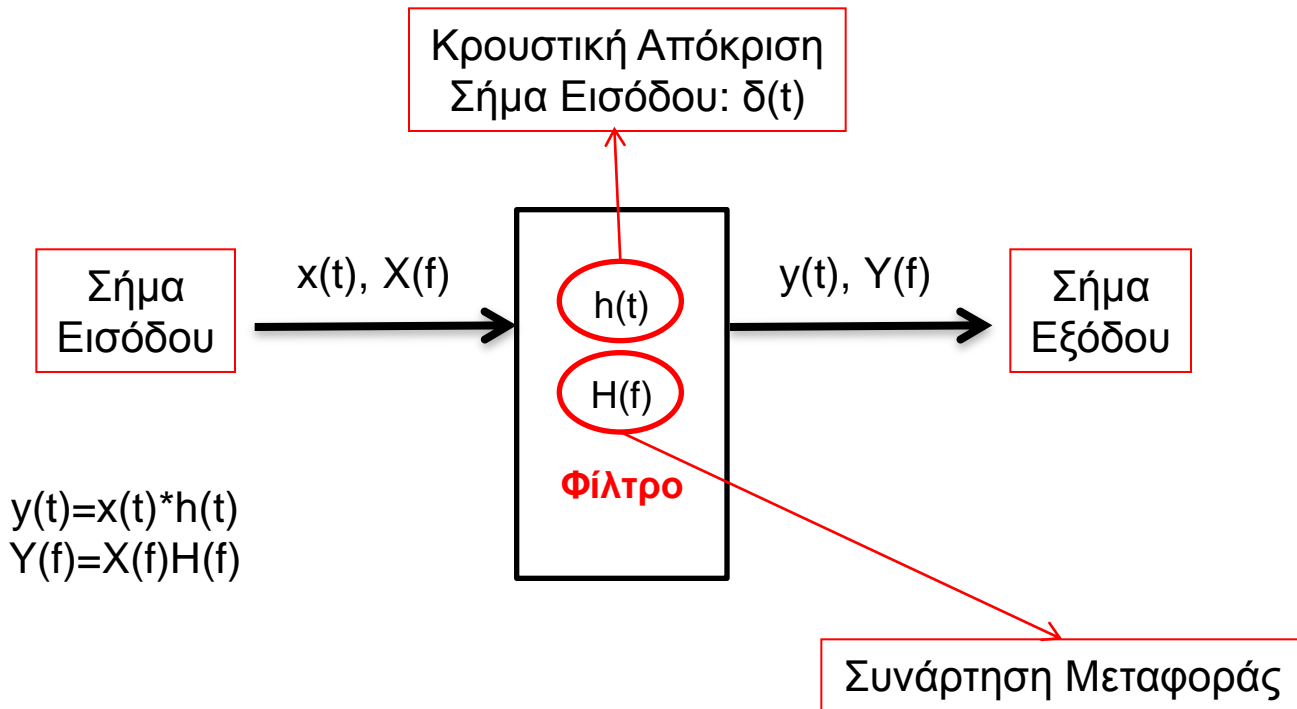 Κρουστική Απόκριση
Σήμα Εισόδου: δ(t)
Σήμα
Εισόδου
x(t), X(f)
h(t)
H(f)
Φίλτρο
y(t), Y(f)
Σήμα
Εξόδου
y(t)=x(t)*h(t)
Y(f)=X(f)H(f)
Συνάρτηση Μεταφοράς